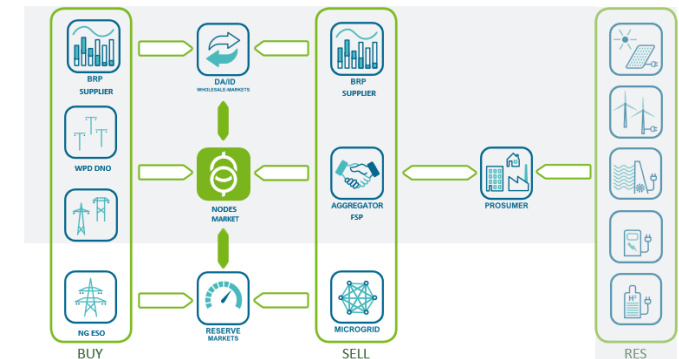 BRP
SUPPLIER
WPD DNO
NG ESO
BUY
DA/ID
WHOLESALE-MARKETS
NODES
MARKET
RESERVE
MARKETS
BRP
SUPPLIER
AGGREGATOR
FSP
MICROGRID
SELL
PROSUMER
H²
RES